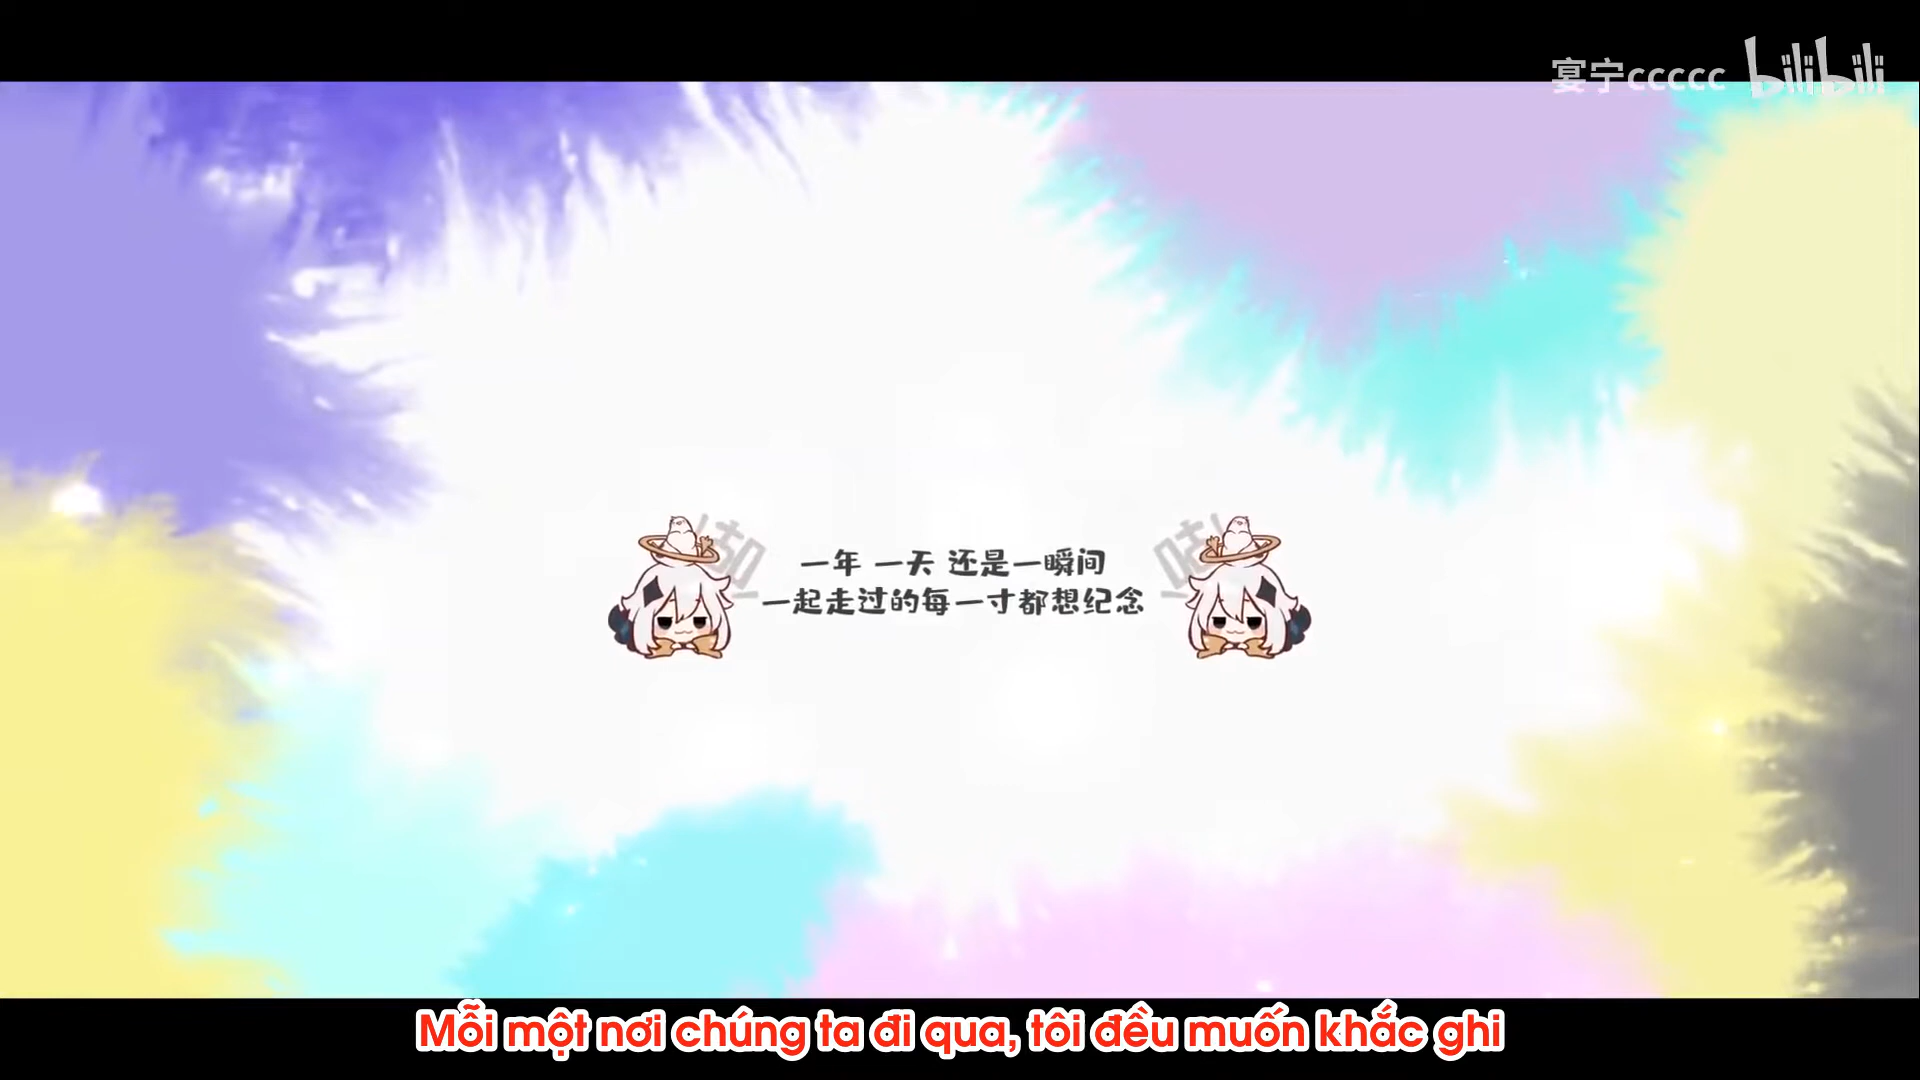 宴宁ccccc bilibili
一年 一天 还是一瞬间
一起走过的每一寸都想纪念
Mỗi một nơi chúng ta đi qua, tôi đều muốn khắc ghi